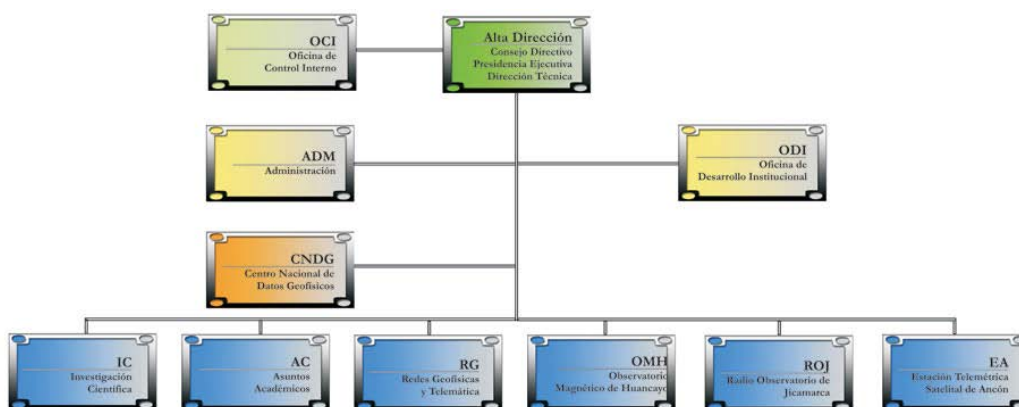 OCI
Oficina de
Control Interno
Alta Dirección
Consejo Directivo
Presidencia Ejecutiva
Dirección Técnica
ADM
Administración
ODI
Oficina de
Desarrollo Institucional
CNDG
Centro Nacional de
Datos Geofísicos
IC
Investigación
Científica
AC
Asuntos
Académicos
RG
Redes Geofísicas
y Telemática
OMH
Observatorio
Magnético de Huancayo
ROJ
Radio Observatorio de
Jicamarca
EA
Estación Telemétrica
Satelital de Ancón